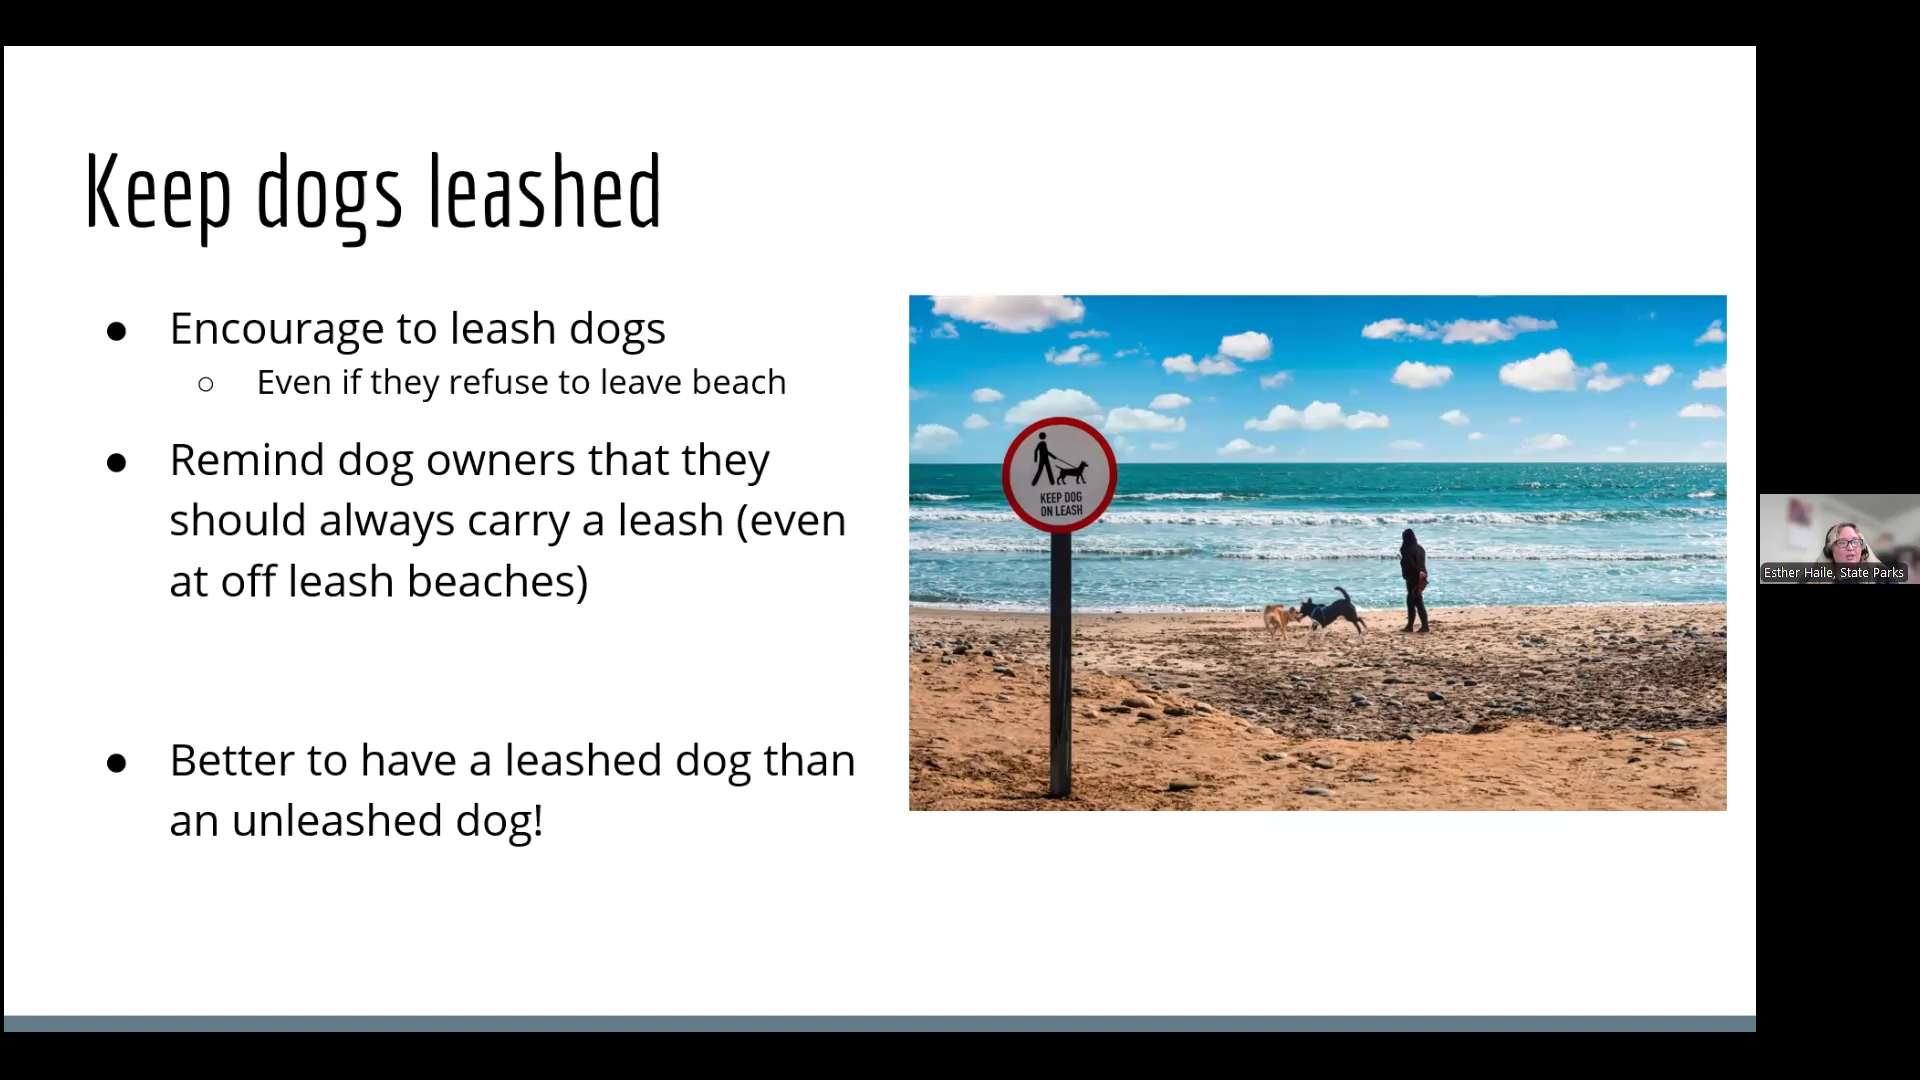 Keep dogs leashed
● Encourage to leash dogs
○ Even if they refuse to leave beach
● Remind dog owners that they
should always carry a leash (even
at off leash beaches)
● Better to have a leashed dog than
an unleashed dog!
KEEP DOG
ON LEASH
Esther Haile, State Parks